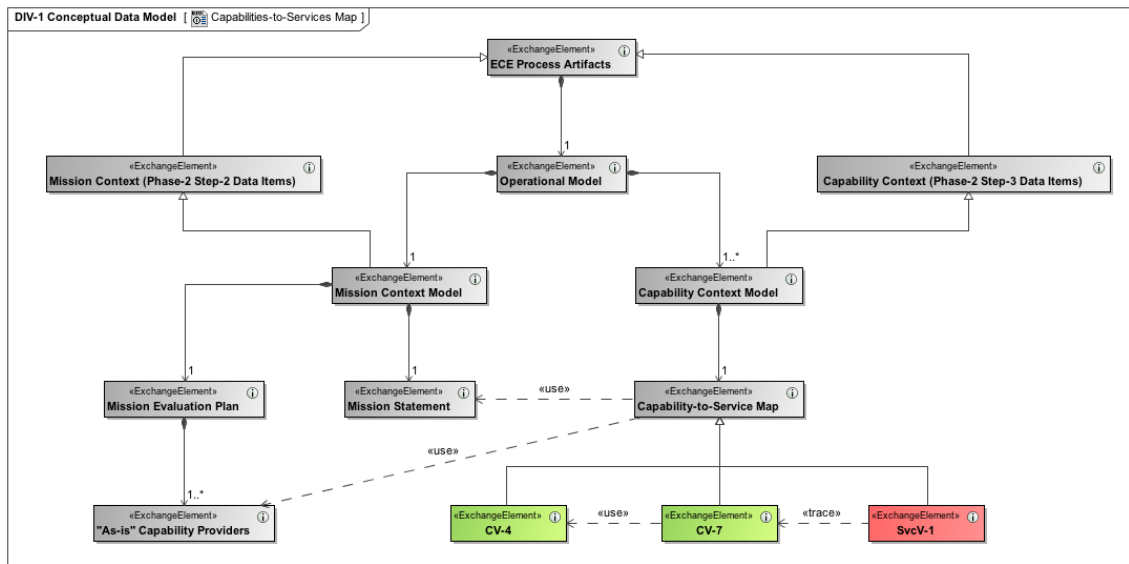 DIV-1 Conceptual Data Model [ Capabilities-to-Services Map ]
«ExchangeElement»
ECE Process Artifacts
1
«ExchangeElement»
Mission Context (Phase-2 Step-2 Data Items)
«ExchangeElement»
Operational Model
«ExchangeElement»
Capability Context (Phase-2 Step-3 Data Items)
1
1..*
«ExchangeElement»
Mission Context Model
«ExchangeElement»
Capability Context Model
1
1
1
«ExchangeElement»
Mission Evaluation Plan
«ExchangeElement»
Mission Statement
«use»
«ExchangeElement»
Capability-to-Service Map
«use»
1..*
«ExchangeElement»
"As-is" Capability Providers
«ExchangeElement»
CV-4
«use»
«ExchangeElement»
CV-7
«trace»
«ExchangeElement»
SvcV-1